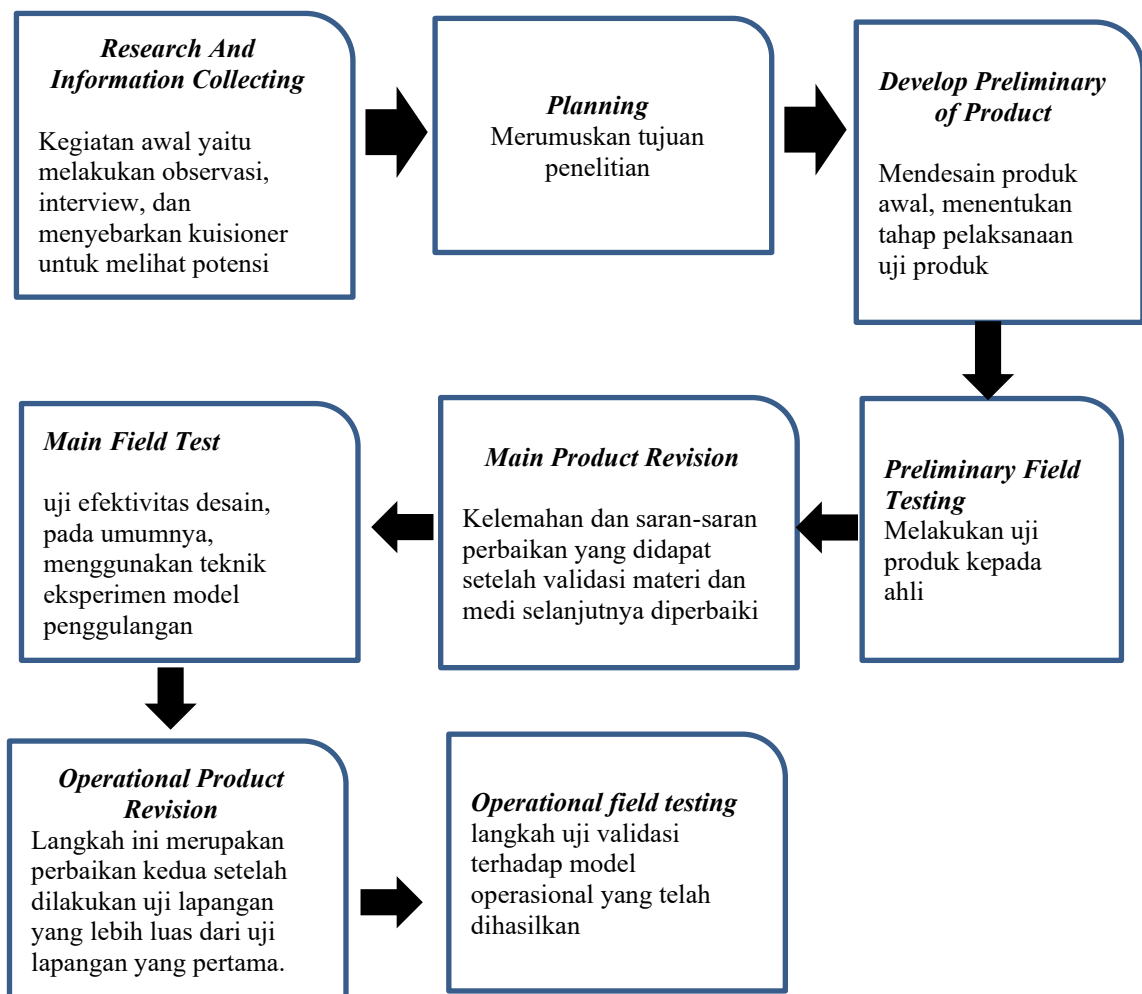 Research And
Information Collecting
Kegiatan awal yaitu
melakukan observasi,
interview, dan
menyebarkan kuisioner
untuk melihat potensi
Planning
Merumuskan tujuan
penelitian
Develop Preliminary
of Product
Mendesain produk
awal, menentukan
tahap pelaksanaan
uji produk
Preliminary Field
Testing
Melakukan uji
produk kepada
ahli
Main Product Revision
Kelemahan dan saran-saran
perbaikan yang didapat
setelah validasi materi dan
medi selanjutnya diperbaiki
Main Field Test
uji efektivitas desain,
pada umumnya,
menggunakan teknik
eksperimen model
penggulangan
Operational Product
Revision
Langkah ini merupakan
perbaikan kedua setelah
dilakukan uji lapangan
yang lebih luas dari uji
lapangan yang pertama.
Operational field testing
langkah uji validasi
terhadap model
operasional yang telah
dihasilkan